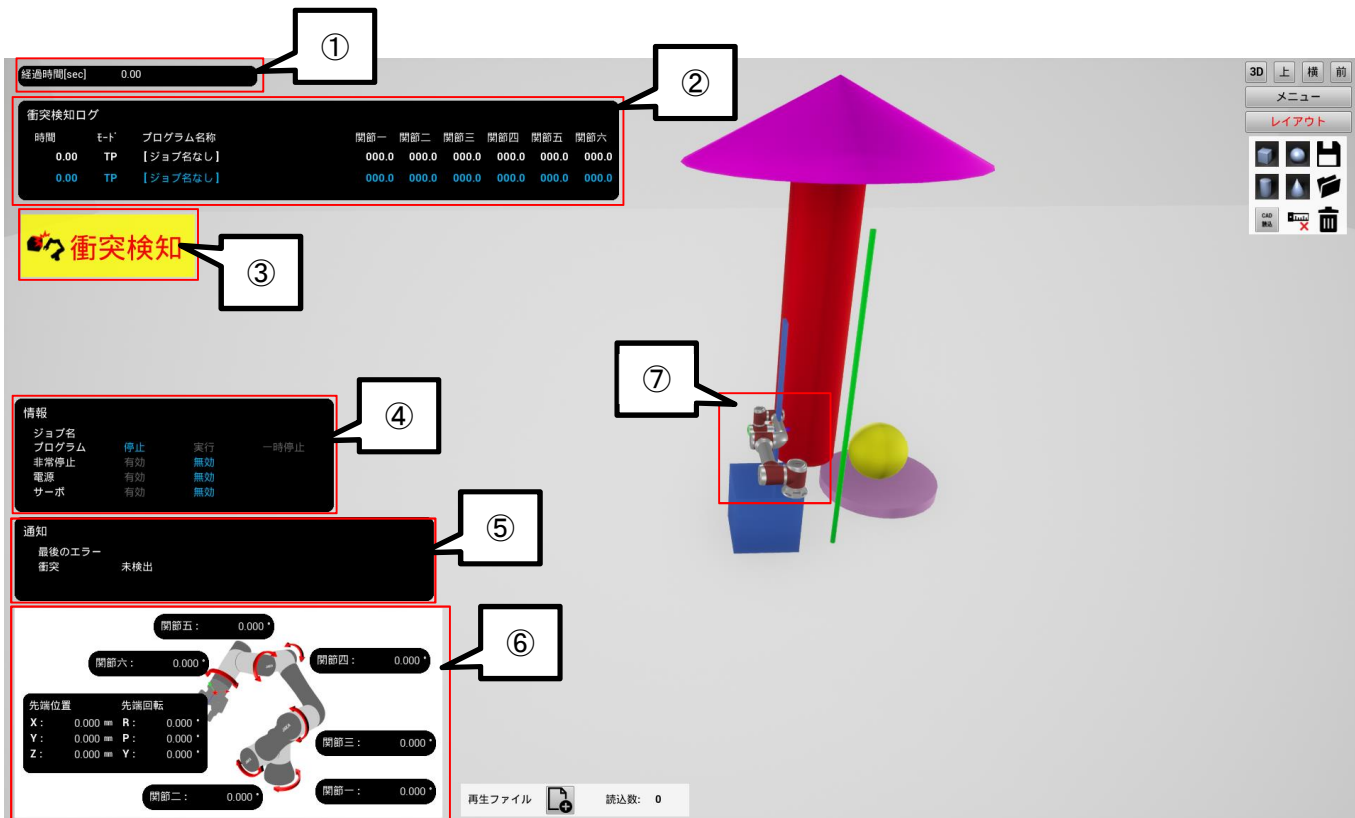 ①
経過時間[sec] 0.00
②
衝突検知ログ
時間 ﾓｰﾄﾞ プログラム名称 関節一 関節二 関節三 関節四 関節五 関節六
0.00 TP [ジョブ名なし] 000.0 000.0 000.0 000.0 000.0 000.0
0.00 TP [ジョブ名なし] 000.0 000.0 000.0 000.0 000.0 000.0
衝突検知
③
④
情報
ジョブ名
プログラム 停止 実行 一時停止
非常停止 有効 無効
電源 有効 無効
サーボ 有効 無効
⑤
通知
最後のエラー
衝突 未検出
⑥
関節五： 0.000 °
関節六： 0.000 °
関節四： 0.000 °
先端位置 先端回転
X： 0.000 mm R： 0.000 °
Y： 0.000 mm P： 0.000 °
Z： 0.000 mm Y： 0.000 °
関節三： 0.000 °
関節二： 0.000 °
関節一： 0.000 °
⑦
再生ファイル 読込数: 0
3D 上 横 前
メニュー
レイアウト
CAD
読込